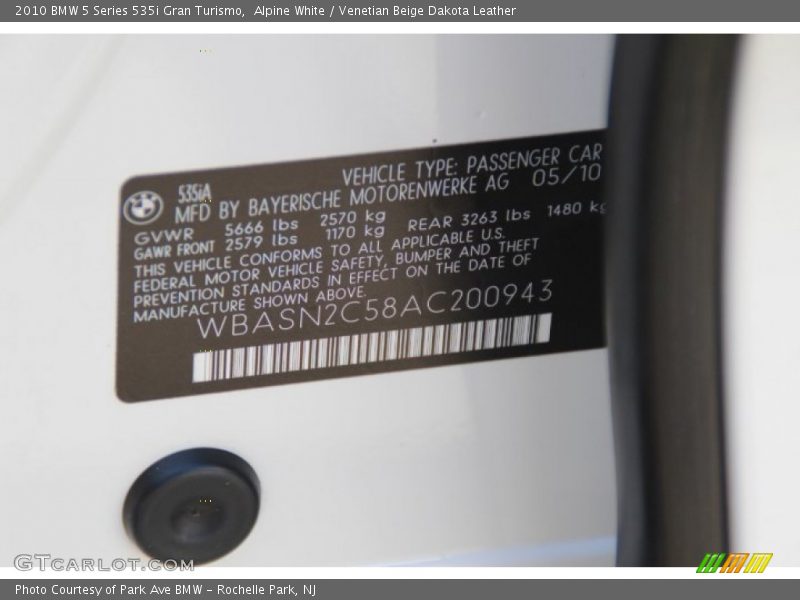 2010 BMW 5 Series 535i Gran Turismo,  Alpine White / Venetian Beige Dakota Leather
535iA VEHICLE TYPE: PASSENGER CAR
MFD BY BAYERISCHE MOTORENWERKE AG 05/10
GVWR 5666 lbs 2570 kg
GAWR FRONT 2579 lbs 1170 kg REAR 3263 lbs 1480 kg
THIS VEHICLE CONFORMS TO ALL APPLICABLE U.S.
FEDERAL MOTOR VEHICLE SAFETY, BUMPER AND THEFT
PREVENTION STANDARDS IN EFFECT ON THE DATE OF
MANUFACTURE SHOWN ABOVE.
WBASN2C58AC200943
GTcarlot.com
Photo Courtesy of Park Ave BMW - Rochelle Park, NJ